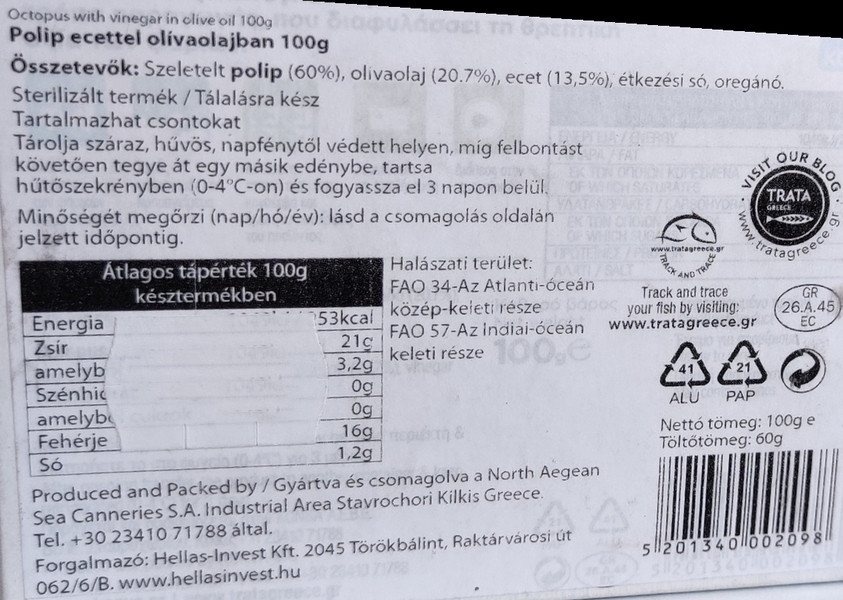 Octopus with vinegar in olive oil 100g
Polip ecettel olívaolajban 100g
Összetevők: Szeletelt polip (60%), olívaolaj (20.7%), ecet (13,5%), étkezési só, oregánó.
Sterilizált termék / Tálalásra kész
Tartalmazhat csontokat
Tárolja száraz, hűvös, napfénytől védett helyen, míg felbontást
követően tegye át egy másik edénybe, tartsa
hűtőszekrényben (0-4°C-on) és fogyassza el 3 napon belül.
Minőségét megőrzi (nap/hó/év): lásd a csomagolás oldalán
jelzett időpontig.
Átlagos tápérték 100g
késztermékben
Energia 53kcal
Zsír 21g
amelyb 3,2g
Szénhid 0g
amelyb 0g
Fehérje 16g
Só 1,2g
Halászati terület:
FAO 34-Az Atlanti-óceán
közép-keleti része
FAO 57-Az Indiai-óceán
keleti része
VISIT OUR BLOG
TRATA
GREECE
www.tratagreece.gr
www.tratagreece.gr
TRACK AND TRACE
Track and trace
your fish by visiting:
www.tratagreece.gr
GR
26.A.45
EC
41
ALU
21
PAP
Nettó tömeg: 100g e
Töltőtömeg: 60g
5 201340 002098
Produced and Packed by / Gyártva és csomagolva a North Aegean
Sea Canneries S.A. Industrial Area Stavrochori Kilkis Greece.
Tel. +30 23410 71788 által.
Forgalmazó: Hellas-Invest Kft. 2045 Törökbálint, Raktárvárosi út
062/6/B. www.hellasinvest.hu